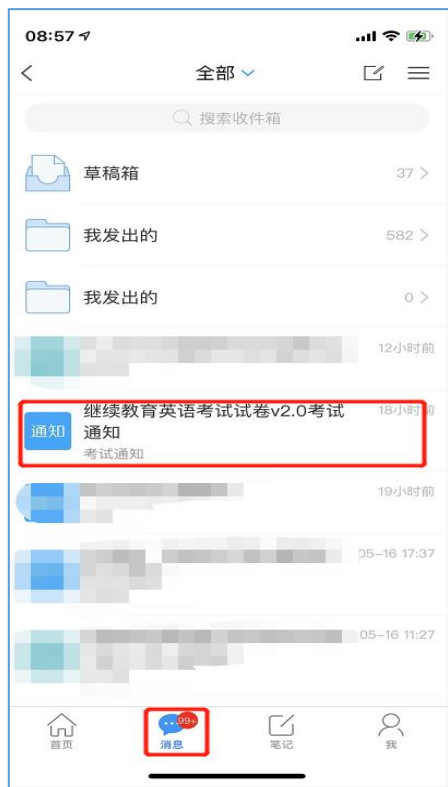 08:57
全部
搜索收件箱
草稿箱
37
我发出的
582
我发出的
0
12小时前
通知
继续教育英语考试试卷v2.0考试
通知
考试通知
18小时前
19小时前
05-16 17:37
05-16 11:27
99+
首页
消息
笔记
我